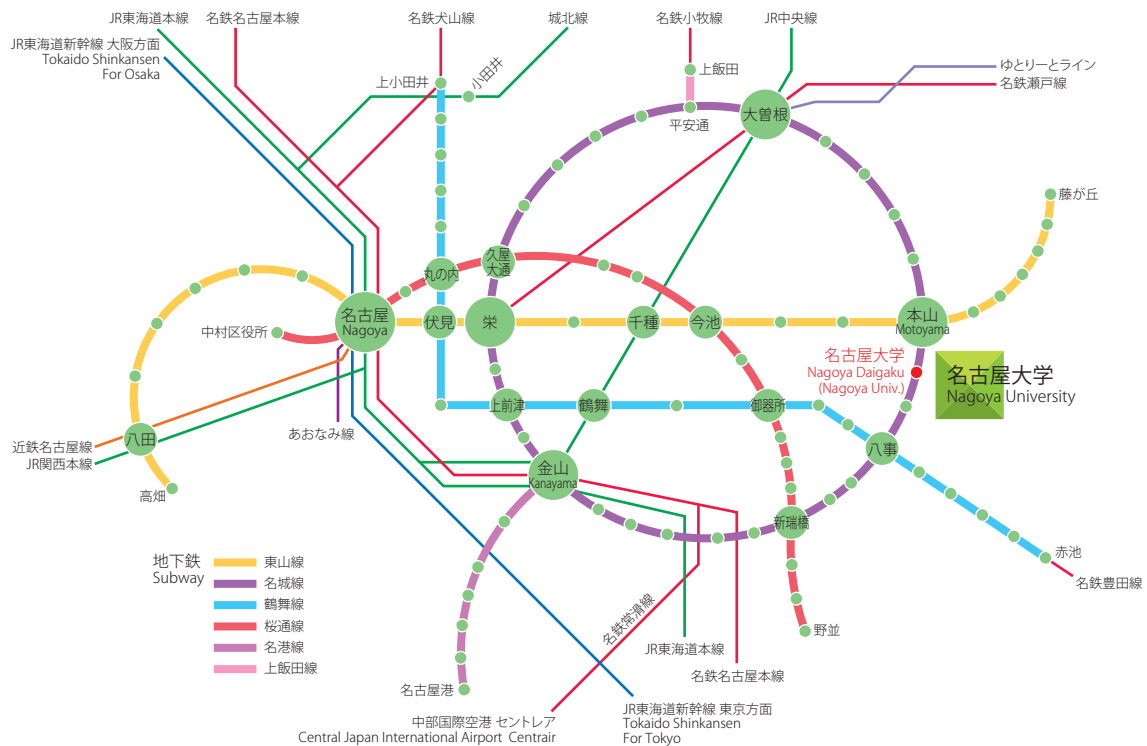 JR東海道本線
名鉄名古屋本線
名鉄犬山線
城北線
名鉄小牧線
JR中央線
JR東海道新幹線 大阪方面
Tokaido Shinkansen
For Osaka
上小田井
小田井
上飯田
ゆとりーとライン
名鉄瀬戸線
平安通
大曽根
藤が丘
久屋
大通
丸の内
名古屋
Nagoya
伏見
栄
千種
今池
本山
Motoyama
中村区役所
名古屋大学
Nagoya Daigaku
(Nagoya Univ.)
名古屋大学
Nagoya University
上前津
鶴舞
御器所
あおなみ線
八田
八事
近鉄名古屋線
JR関西本線
金山
Kanayama
高畑
新瑞橋
赤池
名鉄豊田線
地下鉄
Subway
東山線
名城線
鶴舞線
桜通線
名港線
上飯田線
名鉄常滑線
野並
JR東海道本線
名鉄名古屋本線
名古屋港
中部国際空港 セントレア
Central Japan International Airport Centrair
JR東海道新幹線 東京方面
Tokaido Shinkansen
For Tokyo